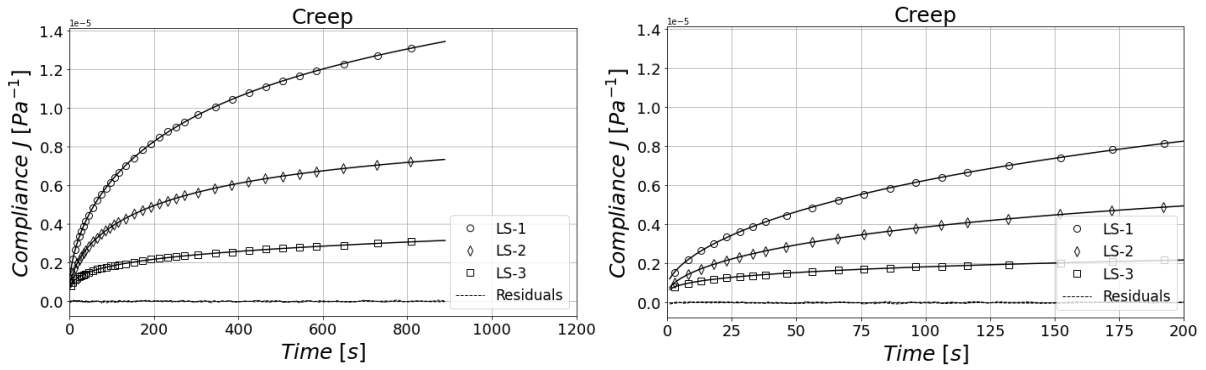 Creep
1e−5
1.4
1.2
1.0
0.8
0.6
0.4
0.2
0.0
Compliance J [Pa−1]
0 200 400 600 800 1000 1200
Time [s]
LS-1
LS-2
LS-3
Residuals
Creep
1e−5
1.4
1.2
1.0
0.8
0.6
0.4
0.2
0.0
Compliance J [Pa−1]
0 25 50 75 100 125 150 175 200
Time [s]
LS-1
LS-2
LS-3
Residuals